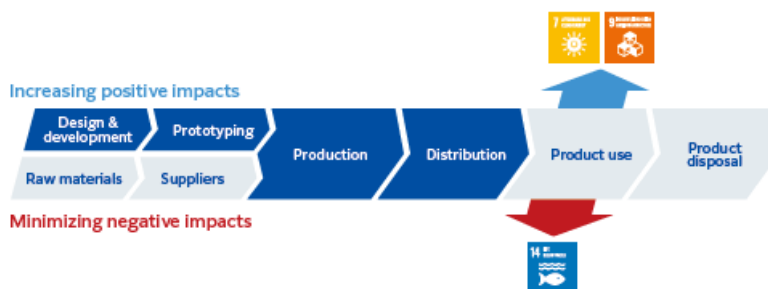 7
9
Increasing positive impacts
Design &
development
Prototyping
Raw materials
Suppliers
Production
Distribution
Product use
Product
disposal
Minimizing negative impacts
14